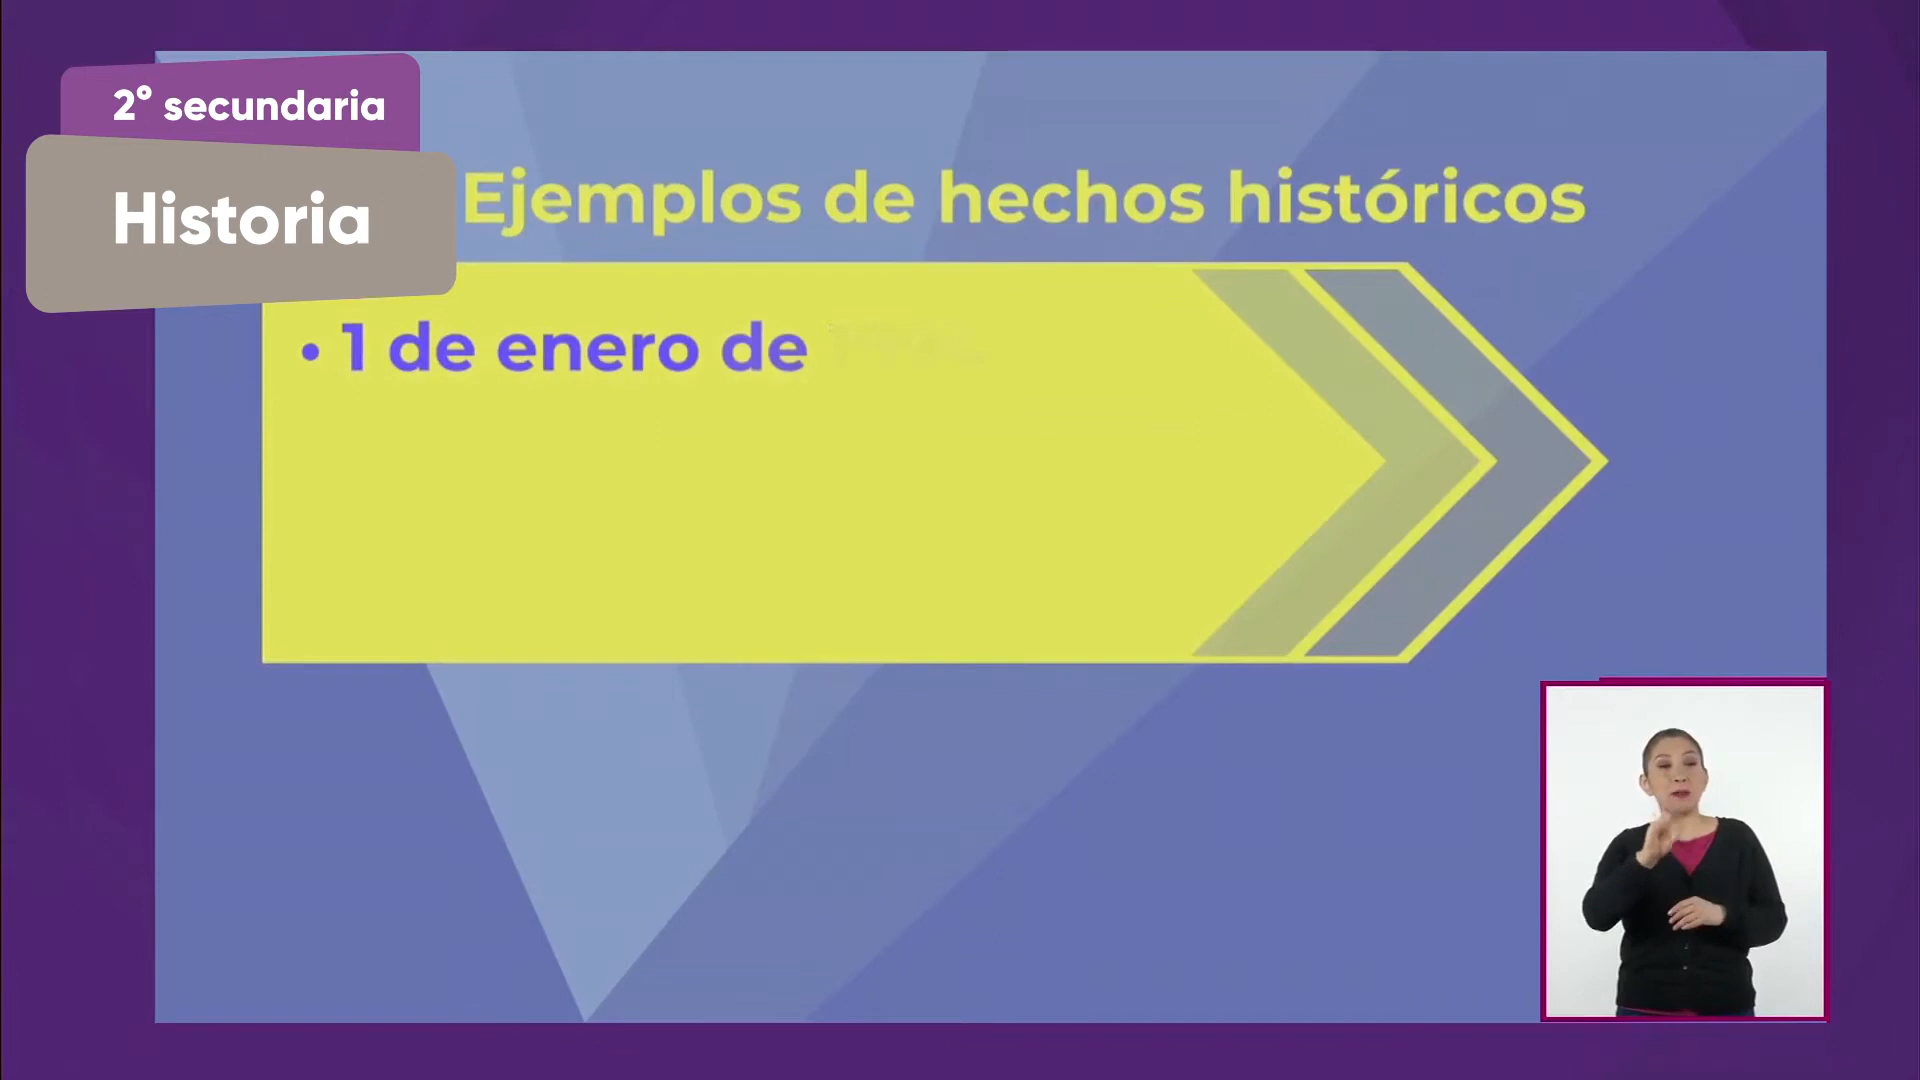 2° secundaria
Historia
Ejemplos de hechos históricos
• 1 de enero de